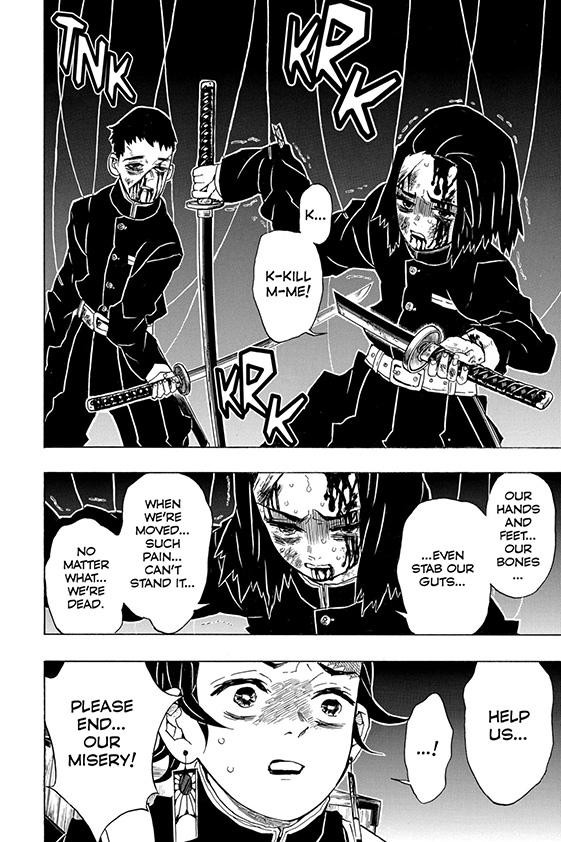 KRK
TNK
K...
K-KILL
M-ME!
KRK
OUR
HANDS
AND
FEET...
OUR
BONES
...
...EVEN
STAB OUR
GUTS...
WHEN
WE'RE
MOVED...
SUCH
PAIN...
CAN'T
STAND IT...
NO
MATTER
WHAT...
WE'RE
DEAD.
HELP
US...
...!
PLEASE
END...
OUR
MISERY!